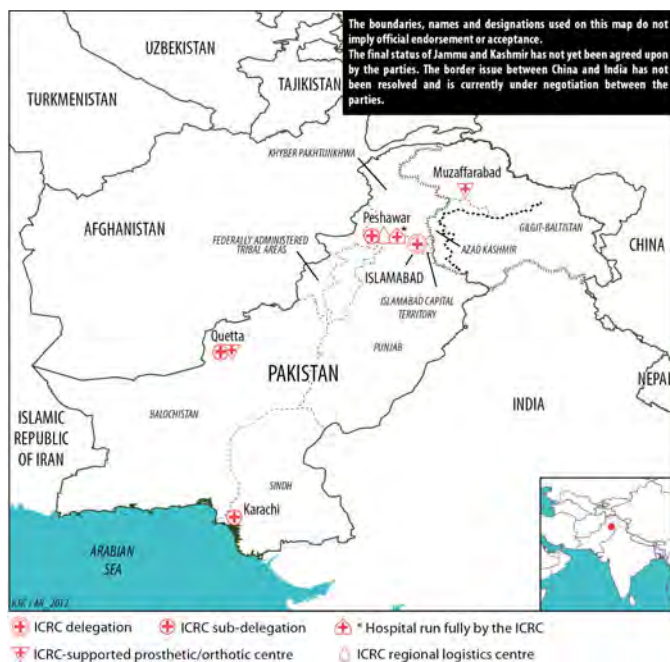 The boundaries, names and designations used on this map do not
imply official endorsement or acceptance.
The final status of Jammu and Kashmir has not yet been agreed upon
by the parties. The border issue between China and India has not
been resolved and is currently under negotiation between the
parties.
UZBEKISTAN
TAJIKISTAN
TURKMENISTAN
KHYBER PAKHTUNKHWA
Muzaffarabad
AFGHANISTAN
Peshawar
*
GILGIT-BALTISTAN
FEDERALLY ADMINISTERED
TRIBAL AREAS
AZAD KASHMIR
CHINA
ISLAMABAD
ISLAMABAD CAPITAL
TERRITORY
Quetta
PUNJAB
PAKISTAN
NEPAL
INDIA
ISLAMIC
REPUBLIC
OF IRAN
BALOCHISTAN
SINDH
Karachi
ARABIAN
SEA
ICRC delegation
ICRC sub-delegation
* Hospital run fully by the ICRC
ICRC-supported prosthetic/orthotic centre
ICRC regional logistics centre